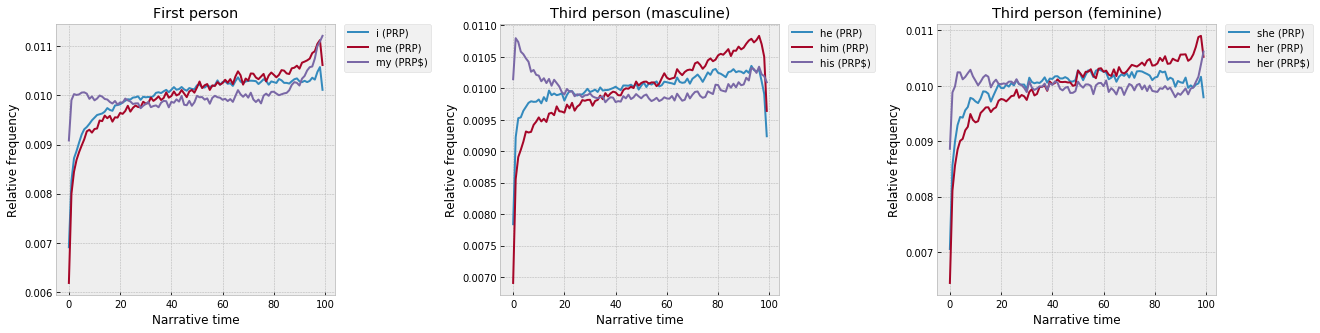 First person
i (PRP)
me (PRP)
my (PRP$)
0.011
0.010
0.009
0.008
0.007
0.006
Relative frequency
0 20 40 60 80 100
Narrative time
Third person (masculine)
he (PRP)
him (PRP)
his (PRP$)
0.0110
0.0105
0.0100
0.0095
0.0090
0.0085
0.0080
0.0075
0.0070
Relative frequency
0 20 40 60 80 100
Narrative time
Third person (feminine)
she (PRP)
her (PRP)
her (PRP$)
0.011
0.010
0.009
0.008
0.007
Relative frequency
0 20 40 60 80 100
Narrative time